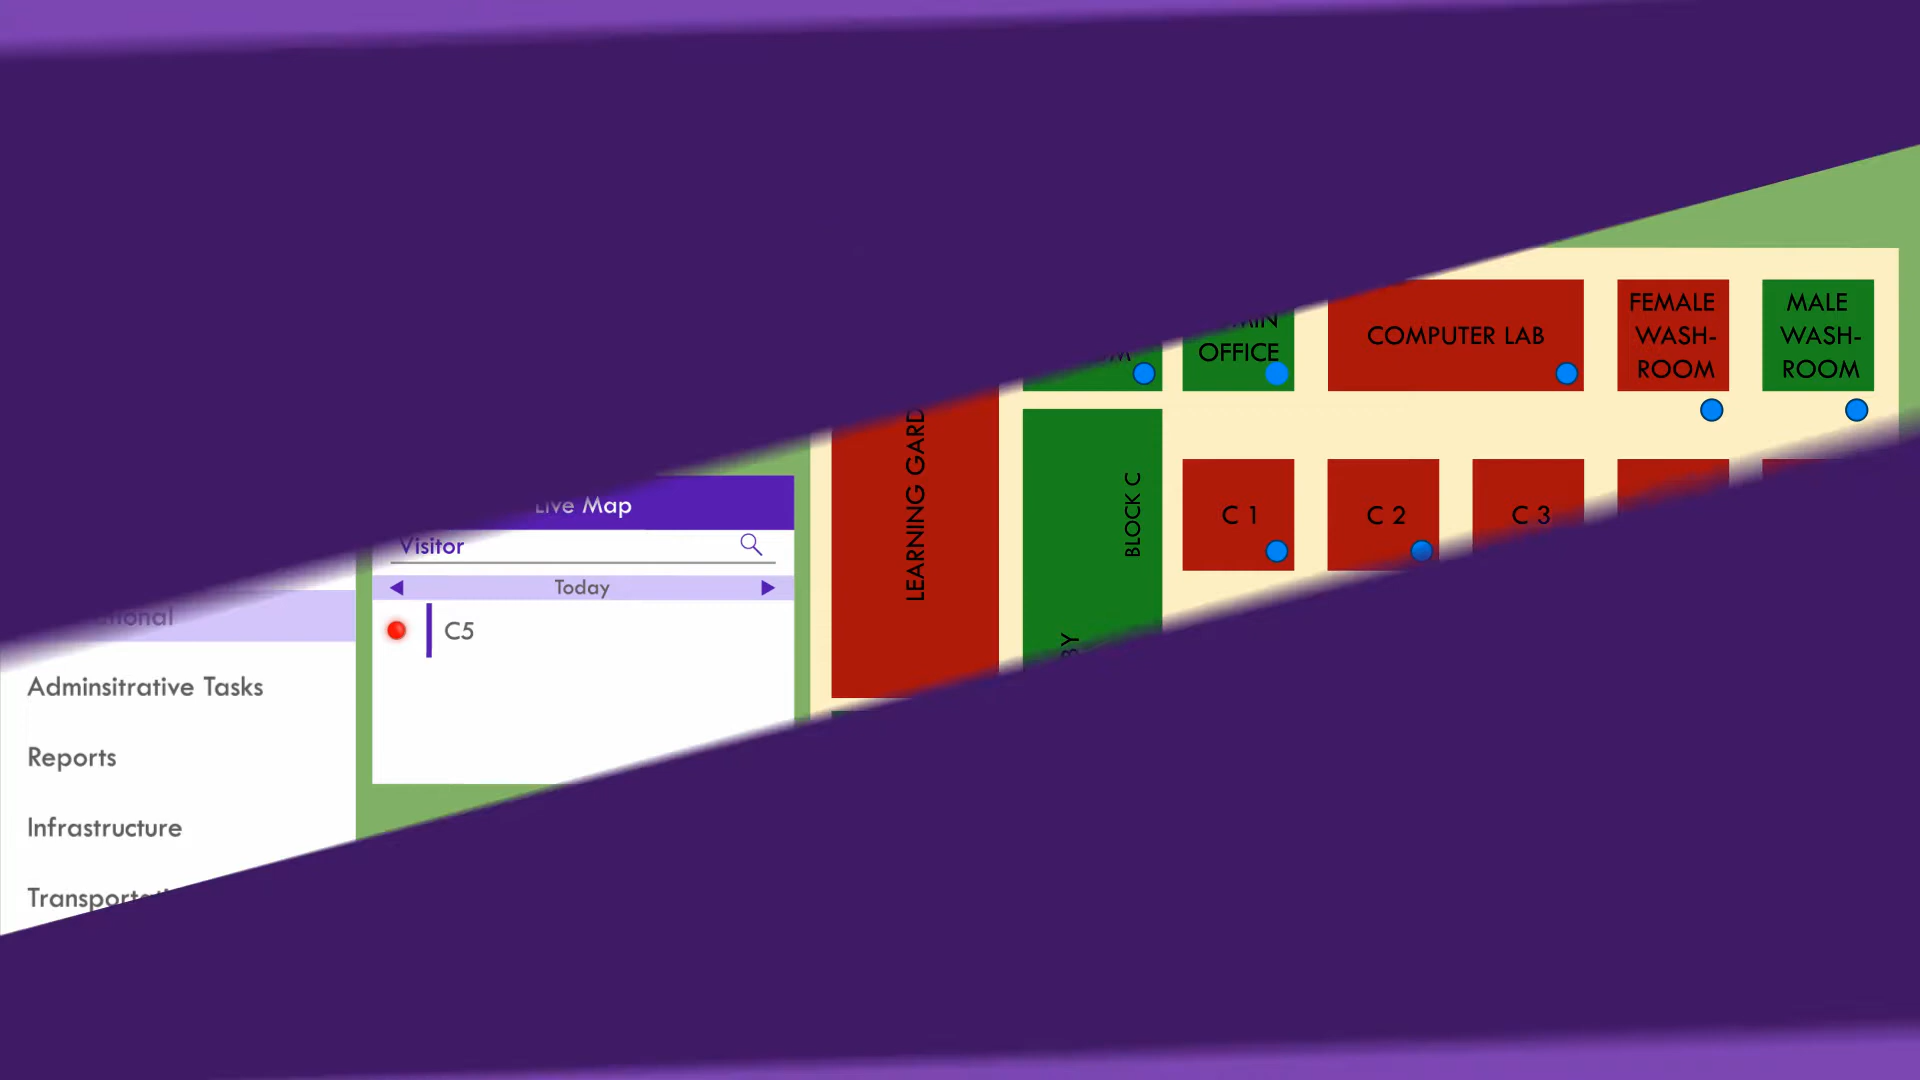 OFFICE
COMPUTER LAB
FEMALE
WASH-
ROOM
MALE
WASH-
ROOM
LEARNING
BLOCK C
C 1
C 2
C 3
Live Map
Visitor
Today
C5
Adminsitrative Tasks
Reports
Infrastructure